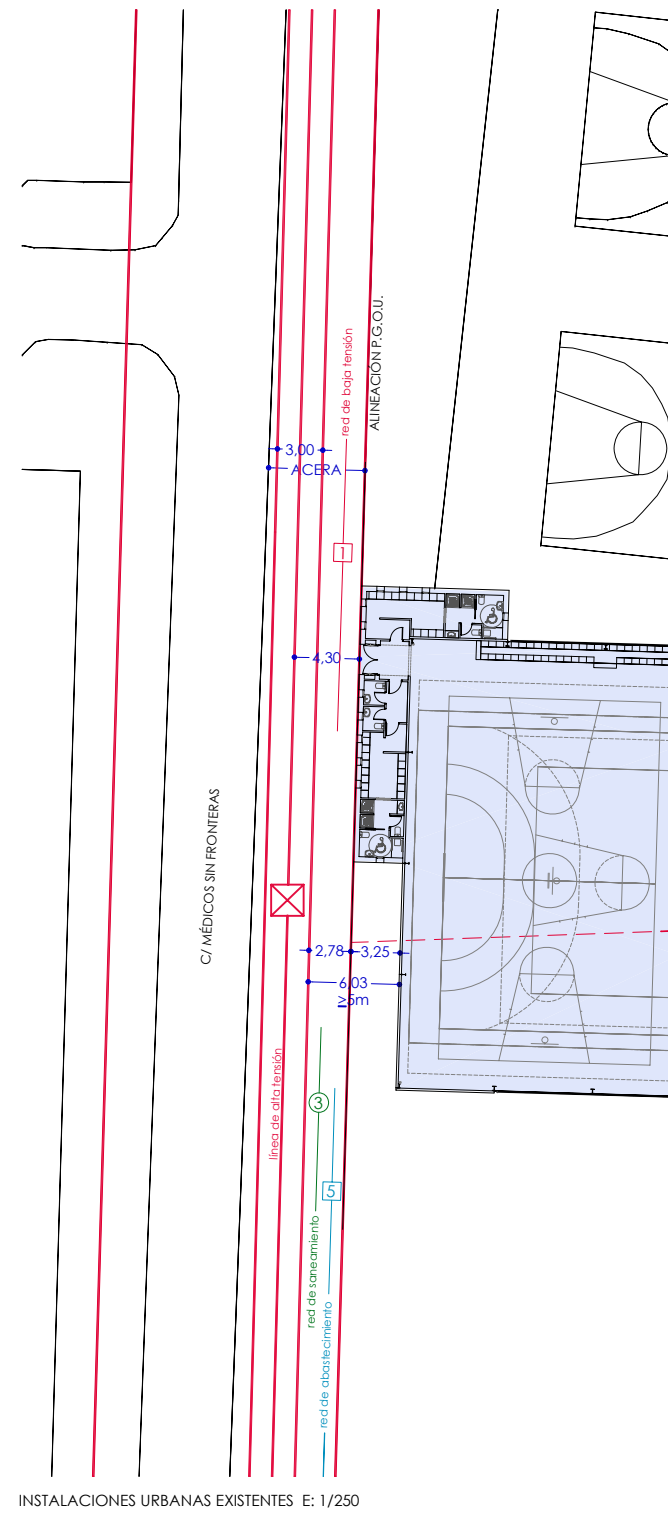 red de baja tensión
ALINEACIÓN P.G.O.U.
3,00
ACERA
1
4,30
C/ MÉDICOS SIN FRONTERAS
2,78
3,25
6,03
≥5m
línea de alta tensión
3
5
red de saneamiento
red de abastecimiento
INSTALACIONES URBANAS EXISTENTES E: 1/250